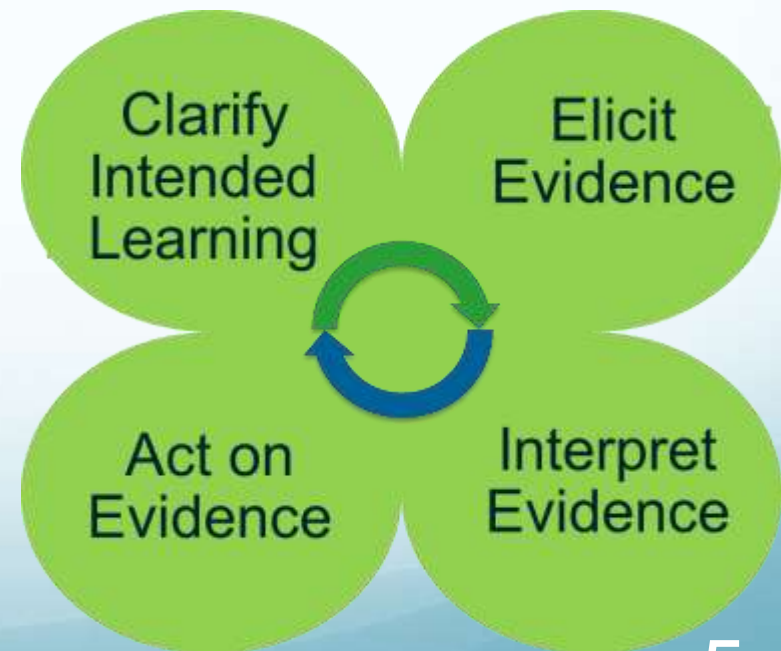 Clarify
Intended
Learning
Elicit
Evidence
Act on
Evidence
Interpret
Evidence